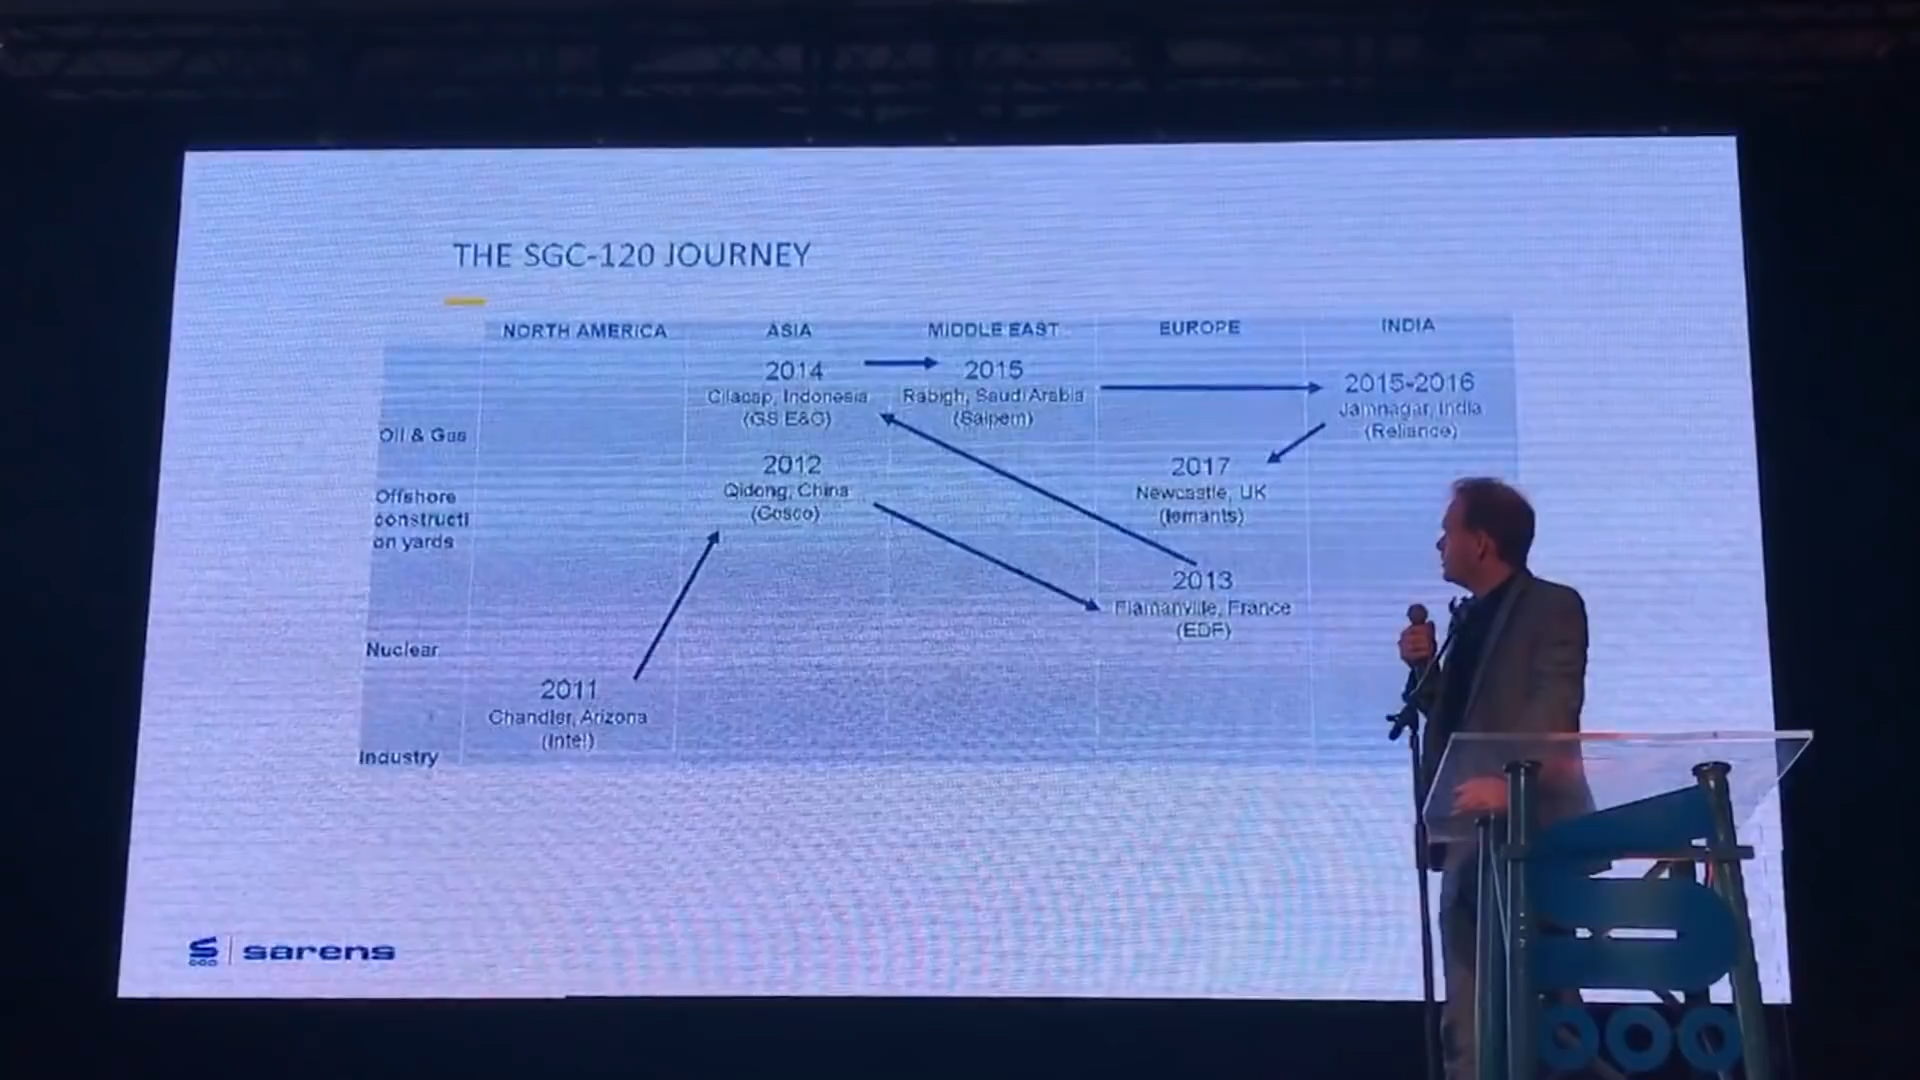 THE SGC-120 JOURNEY
NORTH AMERICA ASIA MIDDLE EAST EUROPE INDIA
2014
Cilacap, Indonesia
(GS E&C)
2015
Rabigh, Saudi Arabia
(Saipem)
2015-2016
Jamnagar, India
(Reliance)
Oil & Gas
2012
Qidong, China
(Cosco)
2017
Newcastle, UK
(Iemants)
Offshore
constructi
on yards
2013
Flamanville, France
(EDF)
Nuclear
2011
Chandler, Arizona
(Intel)
Industry
sarens